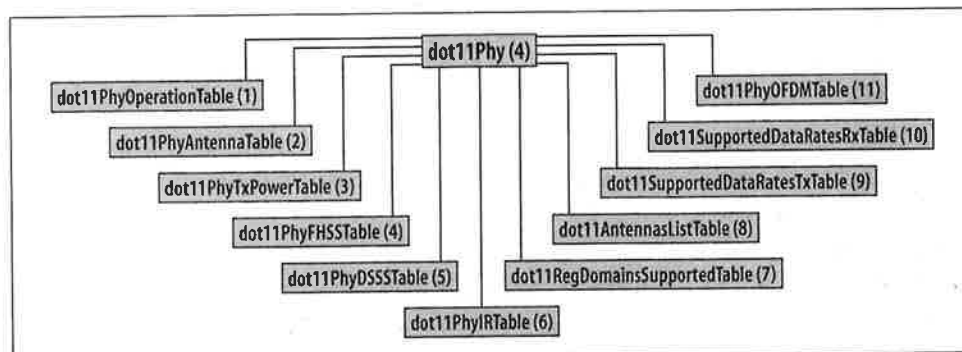 dot11Phy (4)
dot11PhyOperationTable (1)
dot11PhyAntennaTable (2)
dot11PhyTxPowerTable (3)
dot11PhyFHSSTable (4)
dot11PhyDSSSTable (5)
dot11PhyIRTable (6)
dot11RegDomainsSupportedTable (7)
dot11AntennasListTable (8)
dot11SupportedDataRatesTxTable (9)
dot11SupportedDataRatesRxTable (10)
dot11PhyOFDMTable (11)